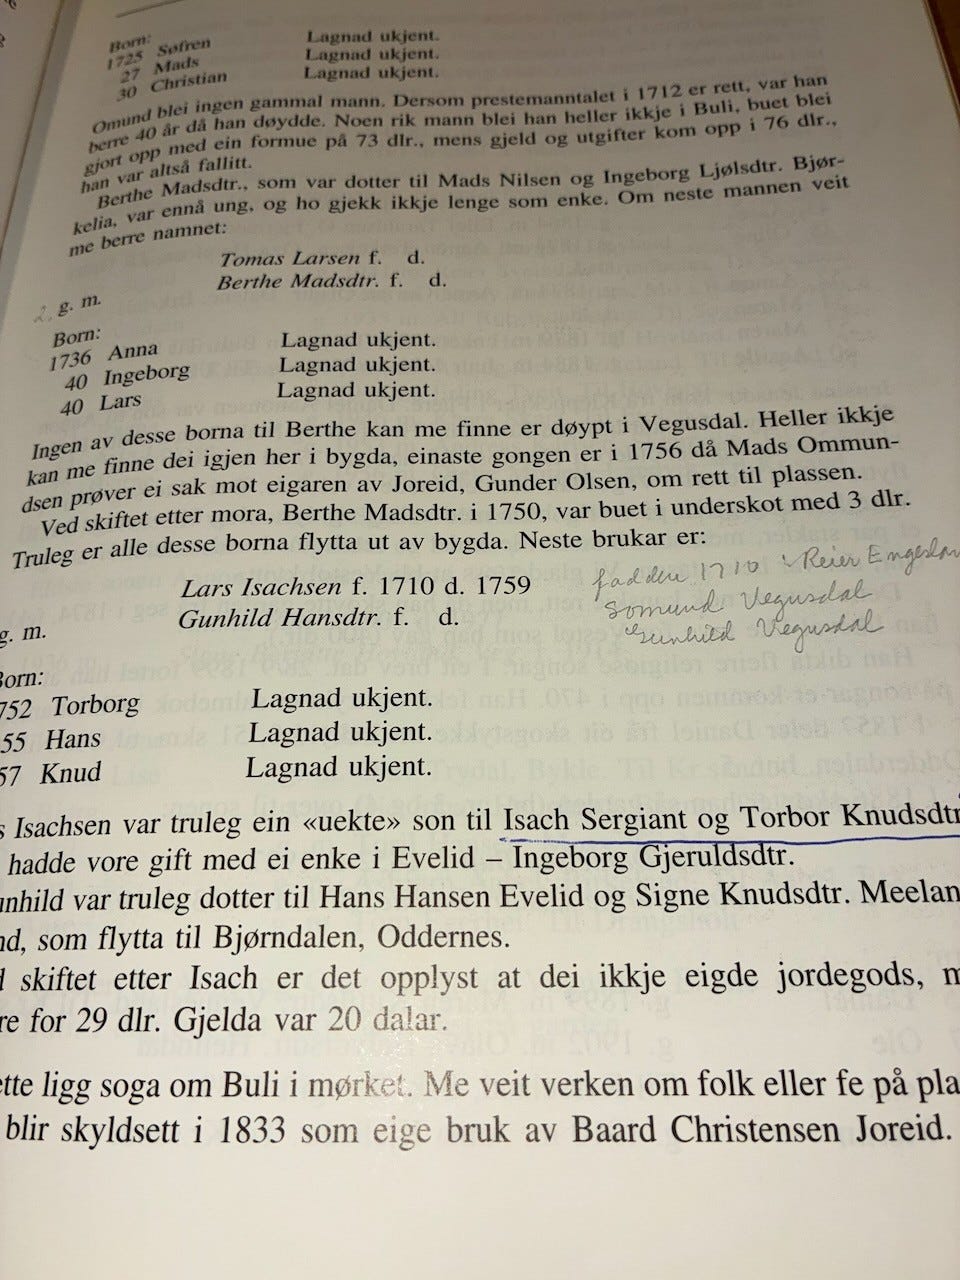 Born:
1725 Søfren Lagnad ukjent.
27 Mads Lagnad ukjent.
30 Christian Lagnad ukjent.
Omund blei ingen gammal mann. Dersom prestemanntalet i 1712 er rett, var han
berre 40 år då han døydde. Noen rik mann blei han heller ikkje i Buli, buet blei
gjort opp med ein formue på 73 dlr., mens gjeld og utgifter kom opp i 76 dlr.,
han var altså fallitt.
Berthe Madsdtr., som var dotter til Mads Nilsen og Ingeborg Ljølsdtr. Bjør-
kelia, var ennå ung, og ho gjekk ikkje lenge som enke. Om neste mannen veit
me berre namnet:
Tomas Larsen f. d.
Berthe Madsdtr. f. d.
2. g. m.
Born:
1736 Anna Lagnad ukjent.
40 Ingeborg Lagnad ukjent.
40 Lars Lagnad ukjent.
Ingen av desse borna til Berthe kan me finne er døypt i Vegusdal. Heller ikkje
kan me finne dei igjen her i bygda, einaste gongen er i 1756 då Mads Ommun-
dsen prøver ei sak mot eigaren av Joreid, Gunder Olsen, om rett til plassen.
Ved skiftet etter mora, Berthe Madsdtr. i 1750, var buet i underskot med 3 dlr.
Truleg er alle desse borna flytta ut av bygda. Neste brukar er:
Lars Isachsen f. 1710 d. 1759
Gunhild Hansdtr. f. d.
fadder 1710 Reier Engeslan
Vegusdal
Gunhild Vegusdal
g. m.
Born:
752 Torborg Lagnad ukjent.
55 Hans Lagnad ukjent.
57 Knud Lagnad ukjent.
s Isachsen var truleg ein «uekte» son til Isach Sergiant og Torbor Knudsdtr
hadde vore gift med ei enke i Evelid – Ingeborg Gjeruldsdtr.
nhild var truleg dotter til Hans Hansen Evelid og Signe Knudsdtr. Meelan
nd, som flytta til Bjørndalen, Oddernes.
d skiftet etter Isach er det opplyst at dei ikkje eigde jordegods, m
re for 29 dlr. Gjelda var 20 dalar.
tte ligg soga om Buli i mørket. Me veit verken om folk eller fe på pla
blir skyldsett i 1833 som eige bruk av Baard Christensen Joreid.